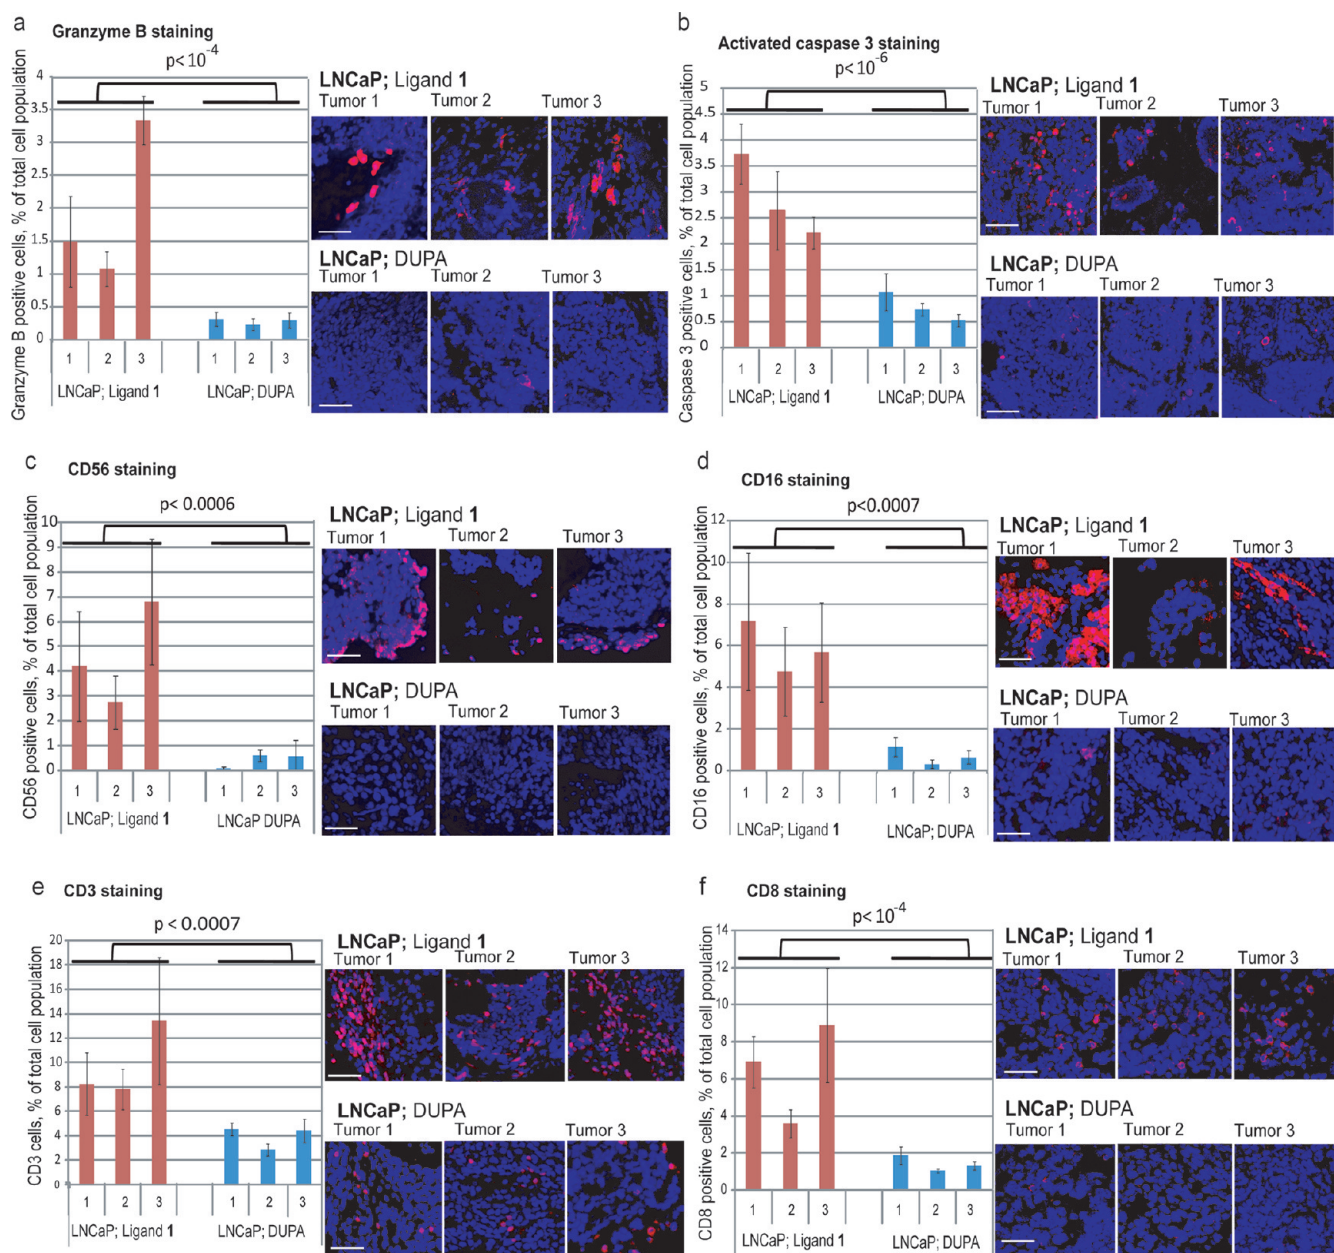 a
Granzyme B staining
p< 10⁻⁴
Granzyme B positive cells, % of total cell population
4
3.5
3
2.5
2
1.5
1
0.5
0
1 2 3 1 2 3
LNCaP; Ligand 1 LNCaP; DUPA
LNCaP; Ligand 1
Tumor 1 Tumor 2 Tumor 3
LNCaP; DUPA
Tumor 1 Tumor 2 Tumor 3
b
Activated caspase 3 staining
p<10⁻⁶
Caspase 3 positive cells, % of total cell population
5
4.5
4
3.5
3
2.5
2
1.5
1
0.5
0
1 2 3 1 2 3
LNCaP; Ligand 1 LNCaP; DUPA
LNCaP; Ligand 1
Tumor 1 Tumor 2 Tumor 3
LNCaP; DUPA
Tumor 1 Tumor 2 Tumor 3
c
CD56 staining
p< 0.0006
CD56 positive cells, % of total cell population
10
9
8
7
6
5
4
3
2
1
0
1 2 3 1 2 3
LNCaP; Ligand 1 LNCaP DUPA
LNCaP; Ligand 1
Tumor 1 Tumor 2 Tumor 3
LNCaP; DUPA
Tumor 1 Tumor 2 Tumor 3
d
CD16 staining
p<0.0007
CD16 positive cells, % of total cell population
12
10
8
6
4
2
0
1 2 3 1 2 3
LNCaP; Ligand 1 LNCaP; DUPA
LNCaP; Ligand 1
Tumor 1 Tumor 2 Tumor 3
LNCaP; DUPA
Tumor 1 Tumor 2 Tumor 3
e
CD3 staining
p < 0.0007
CD3 cells, % of total cell population
20
18
16
14
12
10
8
6
4
2
0
1 2 3 1 2 3
LNCaP; Ligand 1 LNCaP; DUPA
LNCaP; Ligand 1
Tumor 1 Tumor 2 Tumor 3
LNCaP; DUPA
Tumor 1 Tumor 2 Tumor 3
f
CD8 staining
p< 10⁻⁴
CD8 positive cells, % of total cell population
14
12
10
8
6
4
2
0
1 2 3 1 2 3
LNCaP; Ligand 1 LNCaP; DUPA
LNCaP; Ligand 1
Tumor 1 Tumor 2 Tumor 3
LNCaP; DUPA
Tumor 1 Tumor 2 Tumor 3